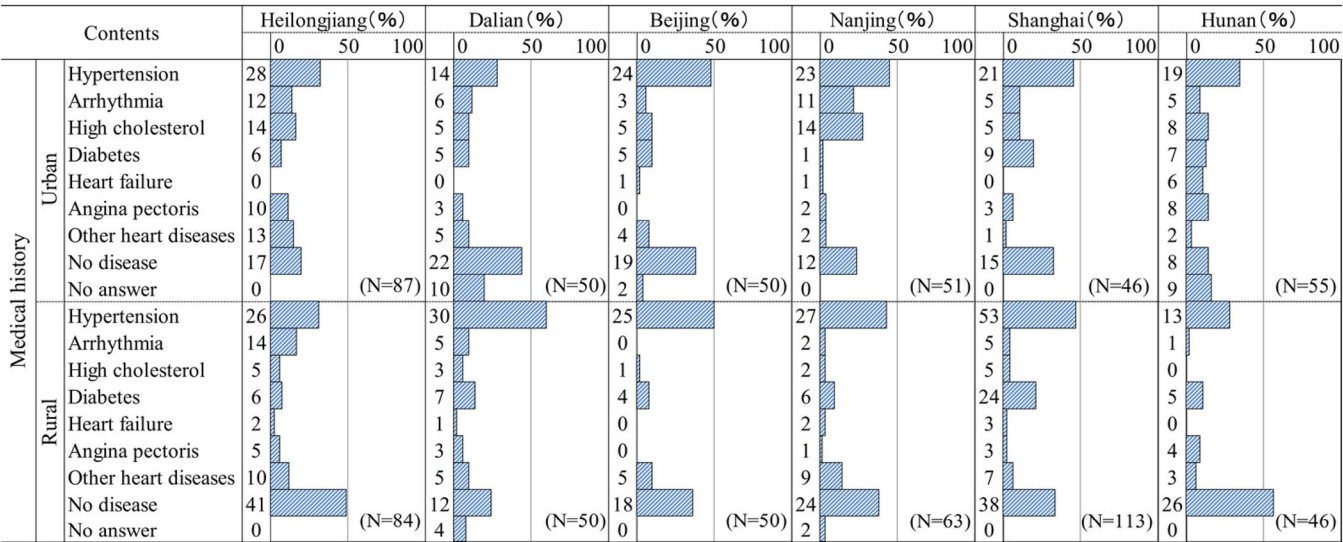 Contents Heilongjiang(%) Dalian(%) Beijing(%) Nanjing(%) Shanghai(%) Hunan(%)
0 50 100 0 50 100 0 50 100 0 50 100 0 50 100 0 50 100
Medical history
Urban
Hypertension 28 14 24 23 21 19
Arrhythmia 12 6 3 11 5 5
High cholesterol 14 5 5 14 5 8
Diabetes 6 5 5 1 9 7
Heart failure 0 0 1 1 0 6
Angina pectoris 10 3 0 2 3 8
Other heart diseases 13 5 4 2 1 2
No disease 17 22 19 12 15 8
(N=87) (N=50) (N=50) (N=51) (N=46) (N=55)
No answer 0 10 2 0 0 9
Rural
Hypertension 26 30 25 27 53 13
Arrhythmia 14 5 0 2 5 1
High cholesterol 5 3 1 2 5 0
Diabetes 6 7 4 6 24 5
Heart failure 2 1 0 2 3 0
Angina pectoris 5 3 0 1 3 4
Other heart diseases 10 5 5 9 7 3
No disease 41 12 18 24 38 26
(N=84) (N=50) (N=50) (N=63) (N=113) (N=46)
No answer 0 4 0 2 0 0